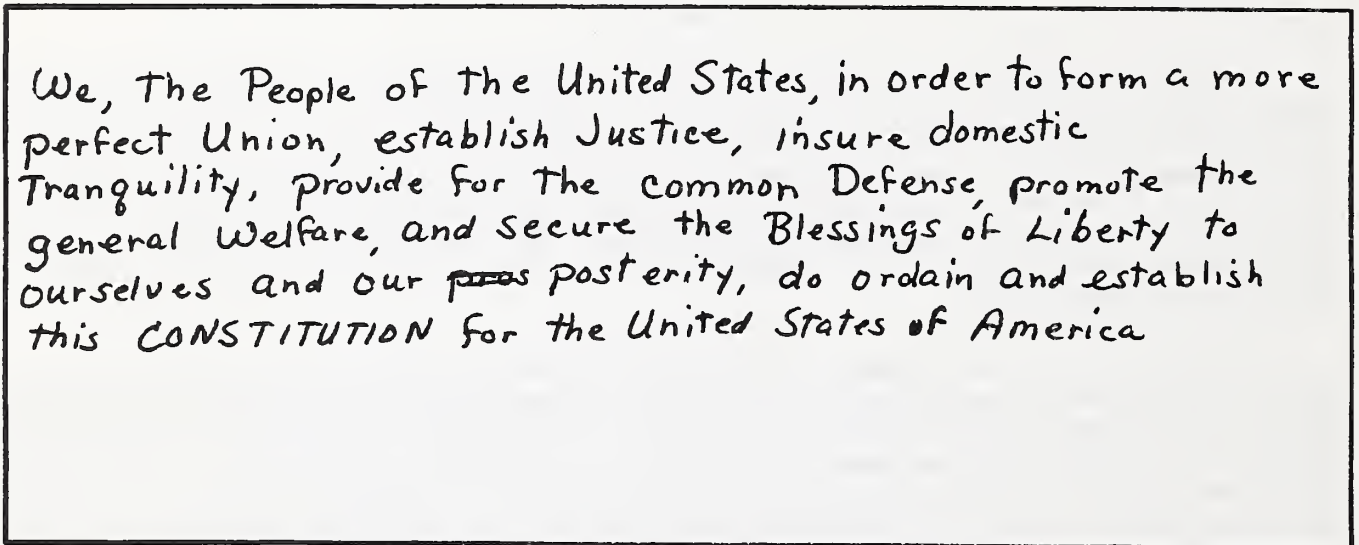 We, The People of the United States, in order to form a more
perfect Union, establish Justice, insure domestic
Tranquility, provide for the common Defense, promote the
general Welfare, and secure the Blessings of Liberty to
ourselves and our posterity, do ordain and establish
this CONSTITUTION for the United States of America